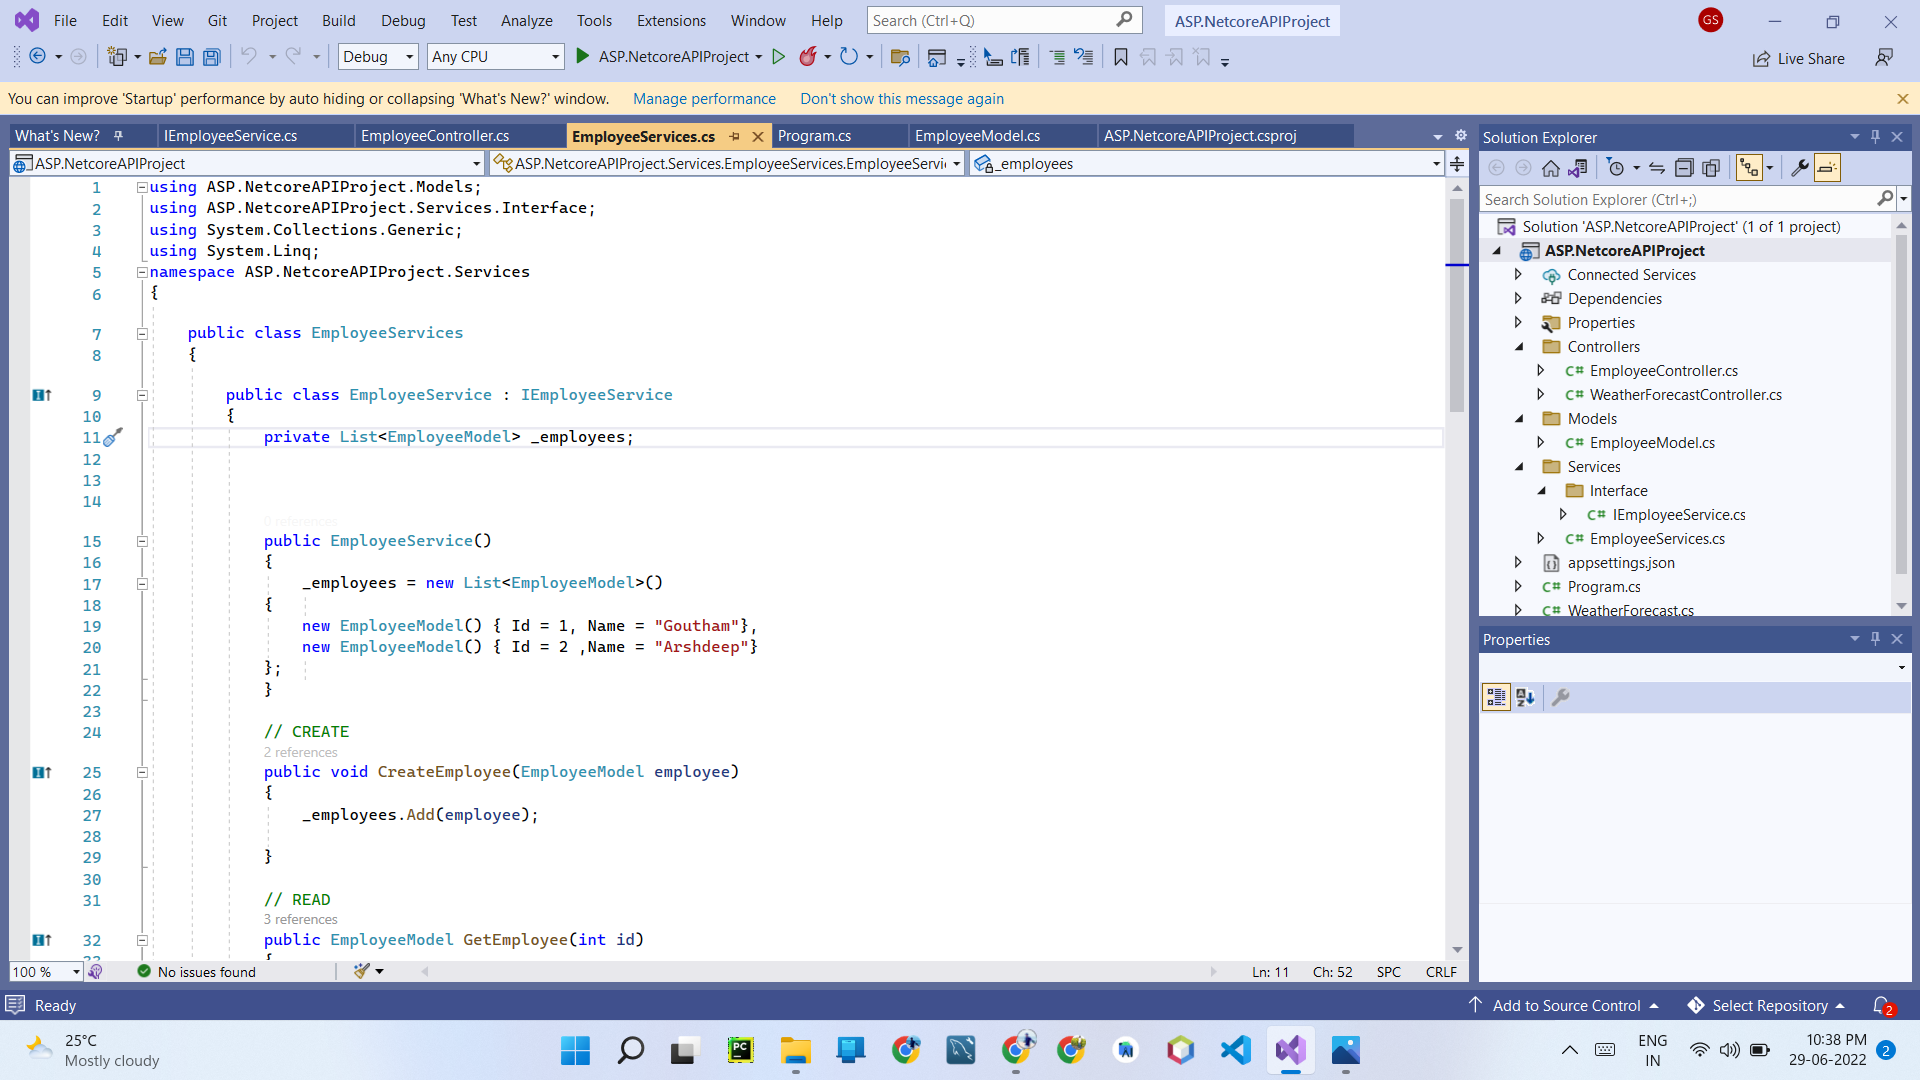 File Edit View Git Project Build Debug Test Analyze Tools Extensions Window Help Search (Ctrl+Q) ASP.NetcoreAPIProject GS
Debug Any CPU ASP.NetcoreAPIProject Live Share
You can improve 'Startup' performance by auto hiding or collapsing 'What's New?' window. Manage performance Don't show this message again
What's New? IEmployeeService.cs EmployeeController.cs EmployeeServices.cs Program.cs EmployeeModel.cs ASP.NetcoreAPIProject.csproj
ASP.NetcoreAPIProject ASP.NetcoreAPIProject.Services.EmployeeServices.EmployeeServic _employees
1 using ASP.NetcoreAPIProject.Models;
2 using ASP.NetcoreAPIProject.Services.Interface;
3 using System.Collections.Generic;
4 using System.Linq;
5 namespace ASP.NetcoreAPIProject.Services
6 {
7 public class EmployeeServices
8 {
9 public class EmployeeService : IEmployeeService
10 {
11 private List<EmployeeModel> _employees;
12
13
14
0 references
15 public EmployeeService()
16 {
17 _employees = new List<EmployeeModel>()
18 {
19 new EmployeeModel() { Id = 1, Name = "Goutham"},
20 new EmployeeModel() { Id = 2 ,Name = "Arshdeep"}
21 };
22 }
23
24 // CREATE
2 references
25 public void CreateEmployee(EmployeeModel employee)
26 {
27 _employees.Add(employee);
28
29 }
30
31 // READ
3 references
32 public EmployeeModel GetEmployee(int id)
33 {
100 % No issues found Ln: 11 Ch: 52 SPC CRLF
Solution Explorer
Search Solution Explorer (Ctrl+;)
Solution 'ASP.NetcoreAPIProject' (1 of 1 project)
ASP.NetcoreAPIProject
Connected Services
Dependencies
Properties
Controllers
C# EmployeeController.cs
C# WeatherForecastController.cs
Models
C# EmployeeModel.cs
Services
Interface
C# IEmployeeService.cs
C# EmployeeServices.cs
appsettings.json
C# Program.cs
C# WeatherForecast.cs
Properties
Ready Add to Source Control Select Repository 2
25°C
Mostly cloudy
PC
ENG
IN
10:38 PM
29-06-2022
2